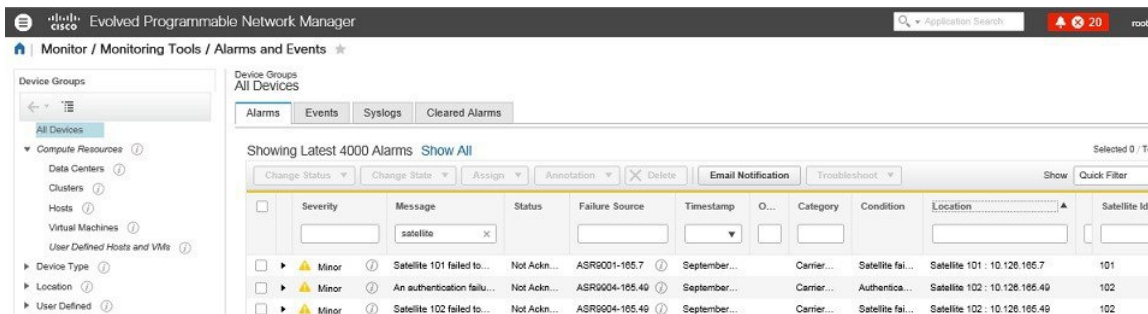 cisco Evolved Programmable Network Manager Application Search 20 root
Monitor / Monitoring Tools / Alarms and Events
Device Groups
All Devices
Compute Resources
Data Centers
Clusters
Hosts
Virtual Machines
User Defined Hosts and VMs
Device Type
Location
User Defined
Device Groups
All Devices
Alarms Events Syslogs Cleared Alarms
Showing Latest 4000 Alarms Show All Selected 0 / T
Change Status Change State Assign Annotation Delete Email Notification Troubleshoot Show Quick Filter
Severity Message Status Failure Source Timestamp O... Category Condition Location Satellite Id
satellite
Minor Satellite 101 failed to... Not Ackn... ASR9001-165.7 September... Carrier... Satellite fai... Satellite 101 : 10.126.165.7 101
Minor An authentication failu... Not Ackn... ASR9904-165.49 September... Carrier... Authentica... Satellite 102 : 10.126.165.49 102
Minor Satellite 102 failed to... Not Ackn... ASR9904-165.49 September... Carrier... Satellite fai... Satellite 102 : 10.126.165.49 102